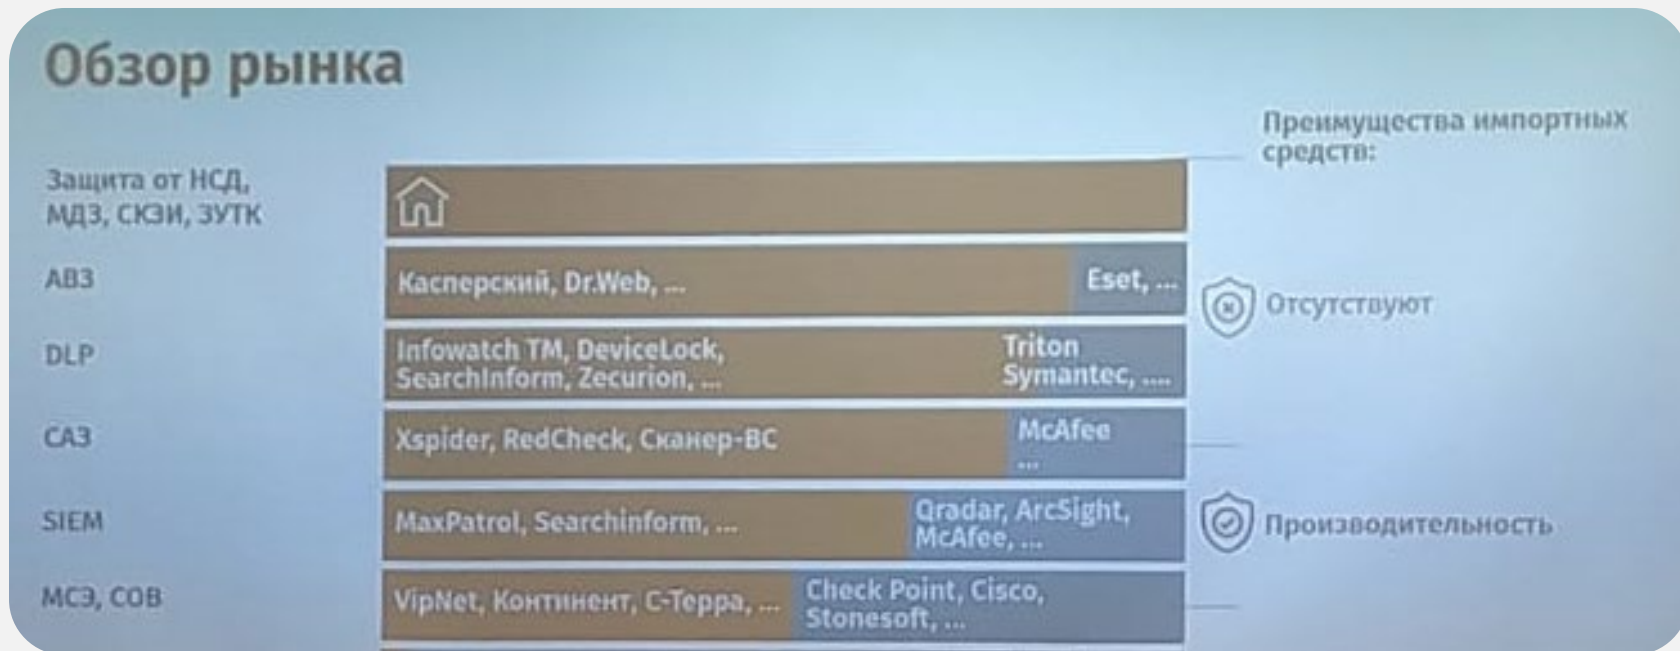 Обзор рынка
Преимущества импортных
средств:
Защита от НСД,
МДЗ, СКЗИ, ЗУТК
АВЗ
Касперский, Dr.Web, ...
Eset, ...
Отсутствуют
DLP
Infowatch TM, DeviceLock,
SearchInform, Zecurion, ...
Triton
Symantec, ....
САЗ
Xspider, RedCheck, Сканер-ВС
McAfee
...
SIEM
MaxPatrol, Searchinform, ...
Qradar, ArcSight,
McAfee, ...
Производительность
МСЭ, СОВ
VipNet, Континент, С-Терра, ...
Check Point, Cisco,
Stonesoft, ...